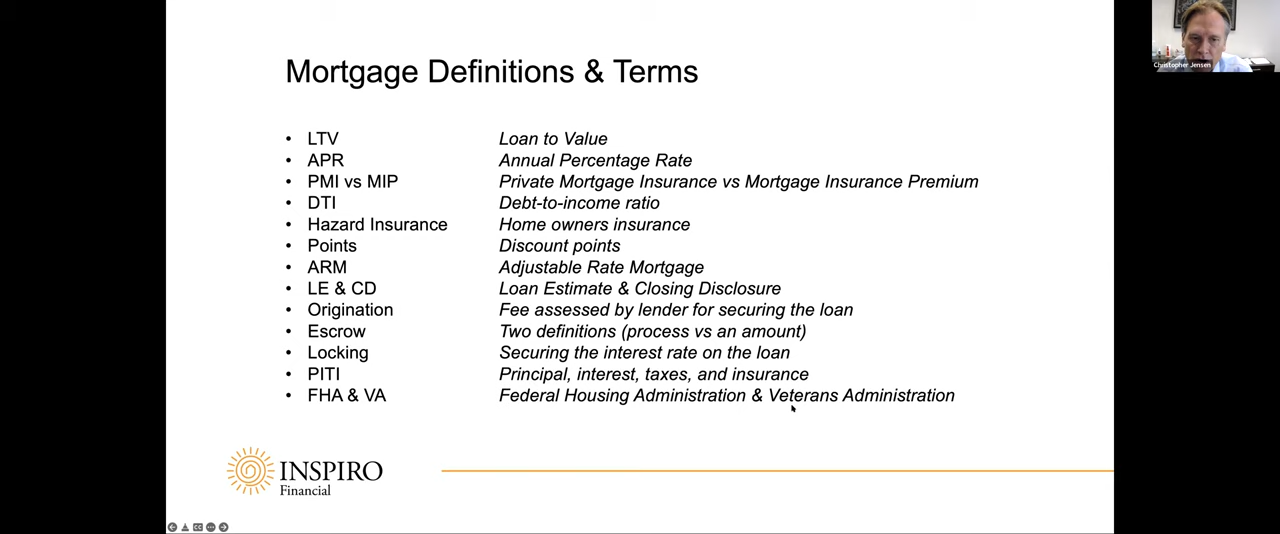 Mortgage Definitions & Terms
• LTV Loan to Value
• APR Annual Percentage Rate
• PMI vs MIP Private Mortgage Insurance vs Mortgage Insurance Premium
• DTI Debt-to-income ratio
• Hazard Insurance Home owners insurance
• Points Discount points
• ARM Adjustable Rate Mortgage
• LE & CD Loan Estimate & Closing Disclosure
• Origination Fee assessed by lender for securing the loan
• Escrow Two definitions (process vs an amount)
• Locking Securing the interest rate on the loan
• PITI Principal, interest, taxes, and insurance
• FHA & VA Federal Housing Administration & Veterans Administration
INSPIRO
Financial
Christopher Jensen